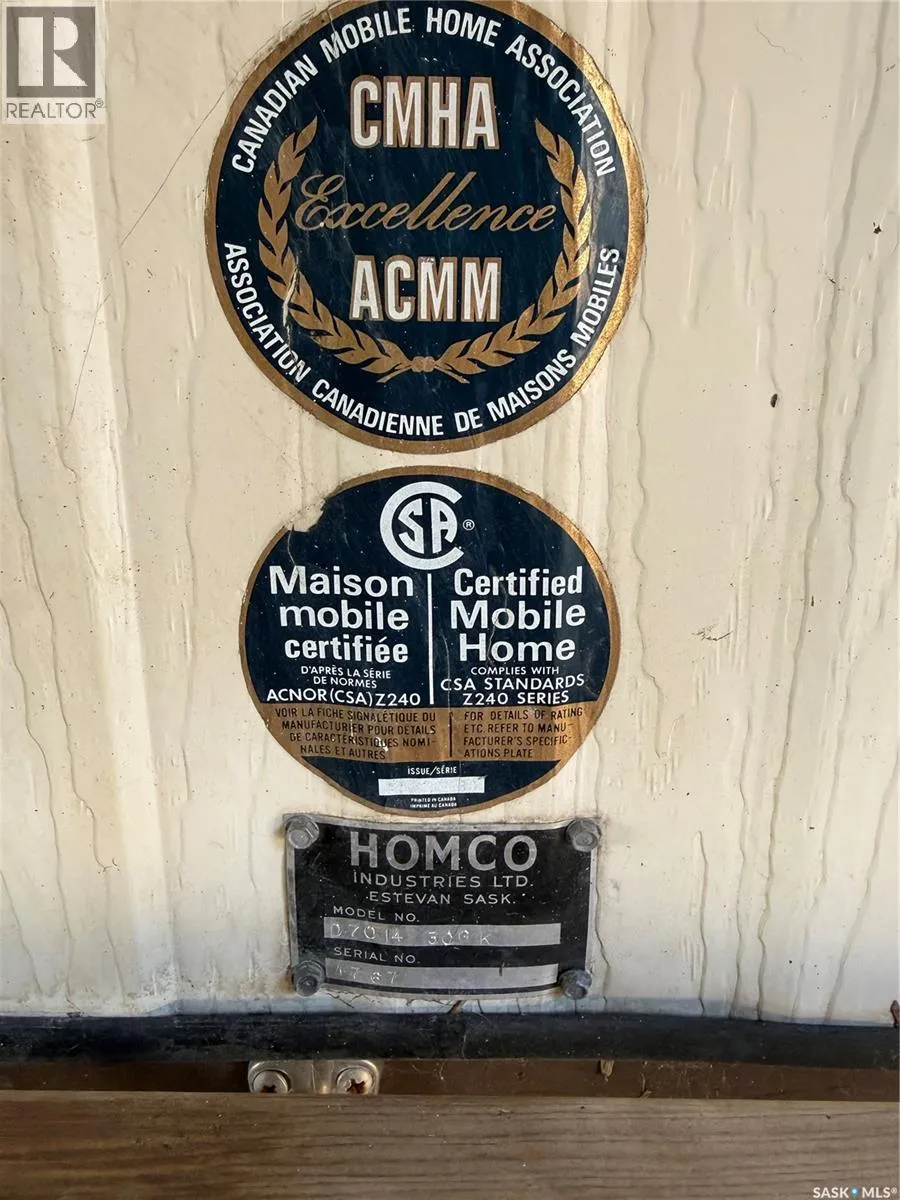 R
REALTOR®
CANADIAN MOBILE HOME ASSOCIATION
CMHA
Excellence
ACMM
ASSOCIATION CANADIENNE DE MAISONS MOBILES
CSA ®
Maison
mobile
certifiée
D'APRÈS LA SÉRIE
DE NORMES
ACNOR (CSA) Z240
Certified
Mobile
Home
COMPLIES WITH
CSA STANDARDS
Z240 SERIES
VOIR LA FICHE SIGNALÉTIQUE DU
MANUFACTURIER POUR DÉTAILS
DE CARACTÉRISTIQUES NOMI-
NALES ET AUTRES
FOR DETAILS OF RATING
ETC. REFER TO MANU-
FACTURER'S SPECIFIC-
ATIONS PLATE
ISSUE/SÉRIE
PRINTED IN CANADA
IMPRIMÉ AU CANADA
HOMCO
INDUSTRIES LTD.
ESTEVAN SASK.
MODEL NO.
SERIAL NO.
SASK MLS®